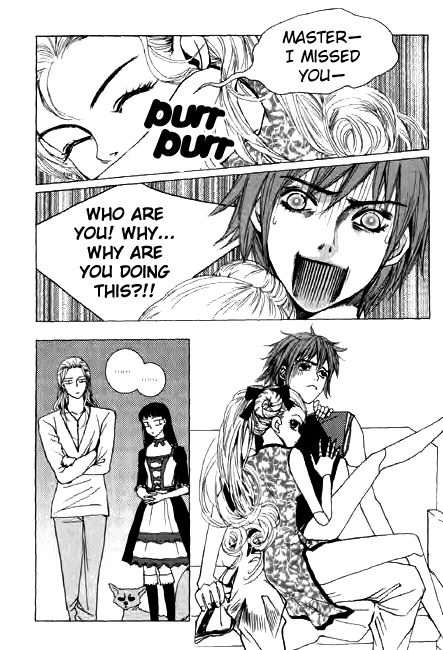 MASTER—
I MISSED
YOU—
purr
purr
WHO ARE
YOU! WHY...
WHY ARE
YOU DOING
THIS?!!
......
......